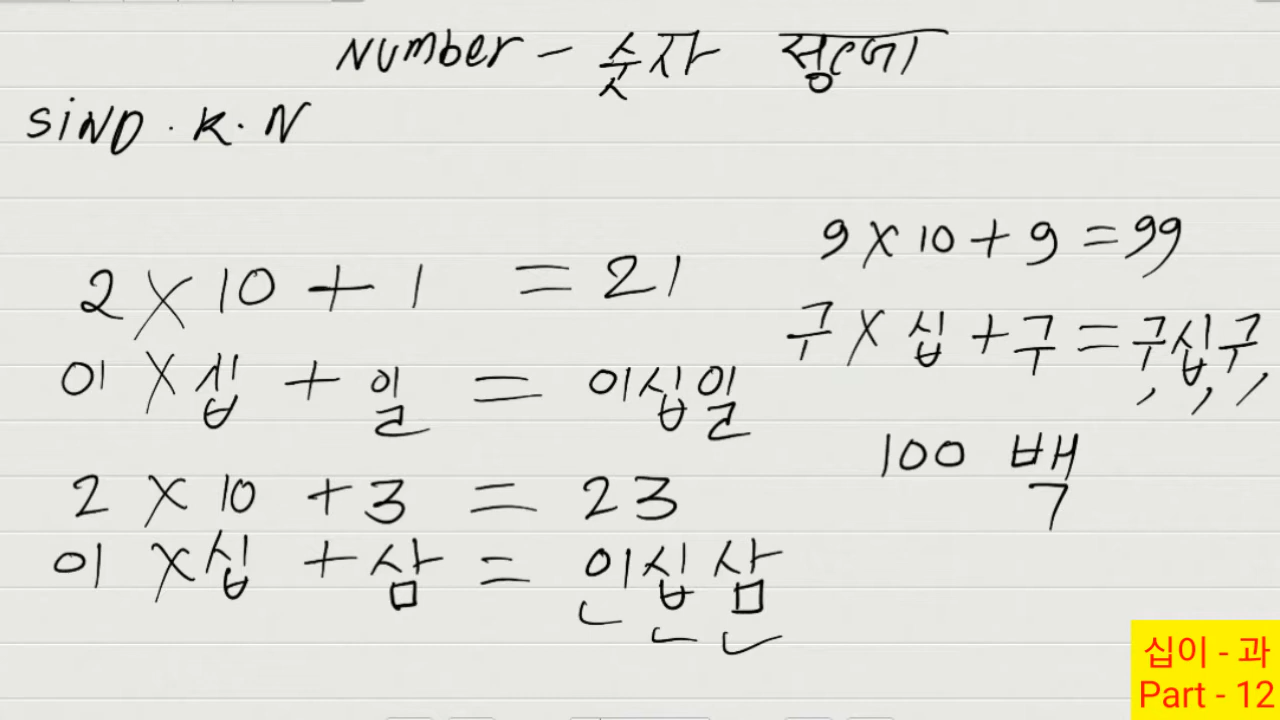 Number - 숫자 सुत्जा
SIND. K. N
2 X 10 + 1 = 21
이 X 십 + 일 = 이십일
2 X 10 + 3 = 23
이 X 십 + 삼 = 이십삼
9 X 10 + 9 = 99
구 X 십 + 구 = 구십구
100 백
십이 - 과
Part - 12